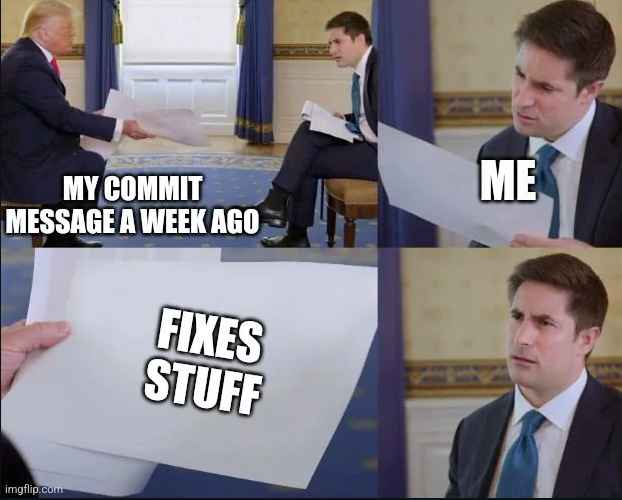 MY COMMIT
MESSAGE A WEEK AGO
ME
FIXES
STUFF
imgflip.com